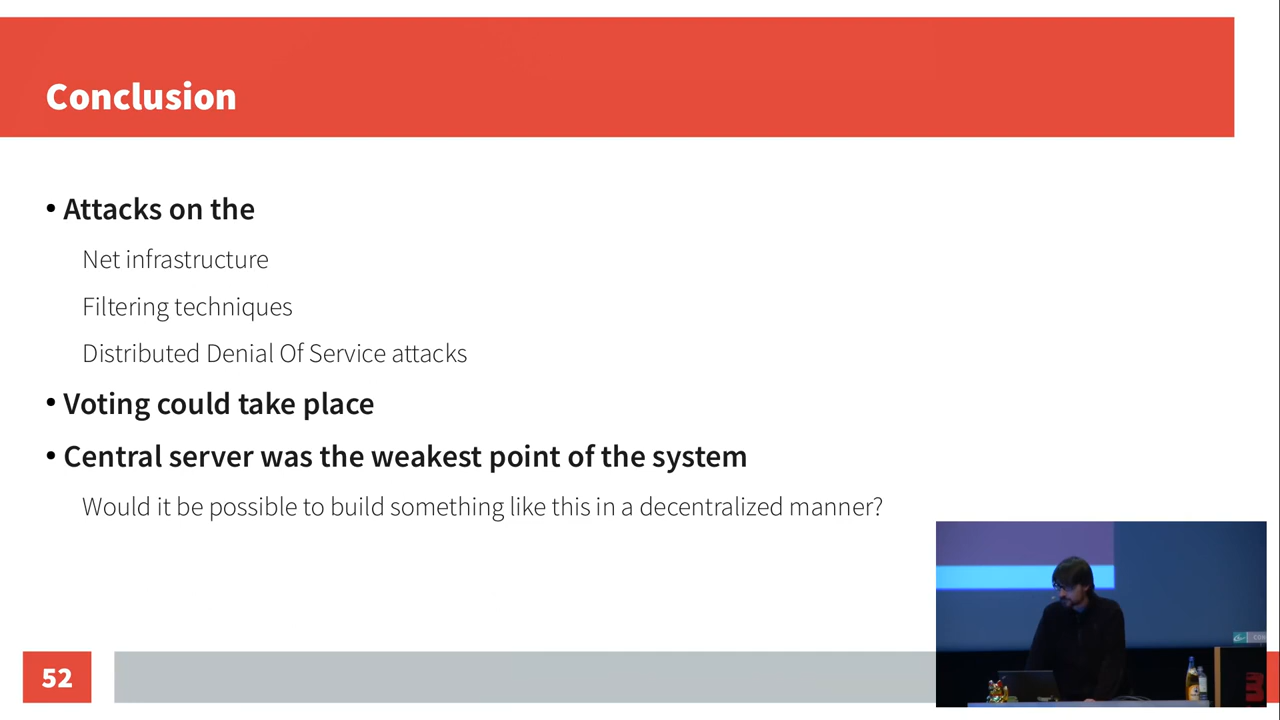 Conclusion
• Attacks on the
Net infrastructure
Filtering techniques
Distributed Denial Of Service attacks
• Voting could take place
• Central server was the weakest point of the system
Would it be possible to build something like this in a decentralized manner?
52